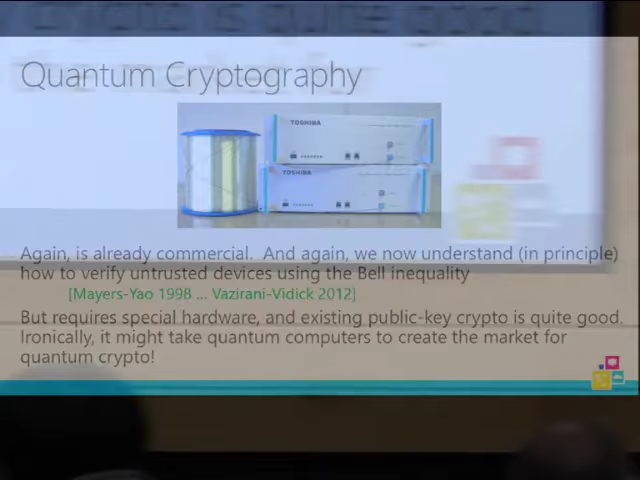 Quantum Cryptography
TOSHIBA
TOSHIBA
Again, is already commercial. And again, we now understand (in principle)
how to verify untrusted devices using the Bell inequality
[Mayers-Yao 1998 ... Vazirani-Vidick 2012]
But requires special hardware, and existing public-key crypto is quite good.
Ironically, it might take quantum computers to create the market for
quantum crypto!